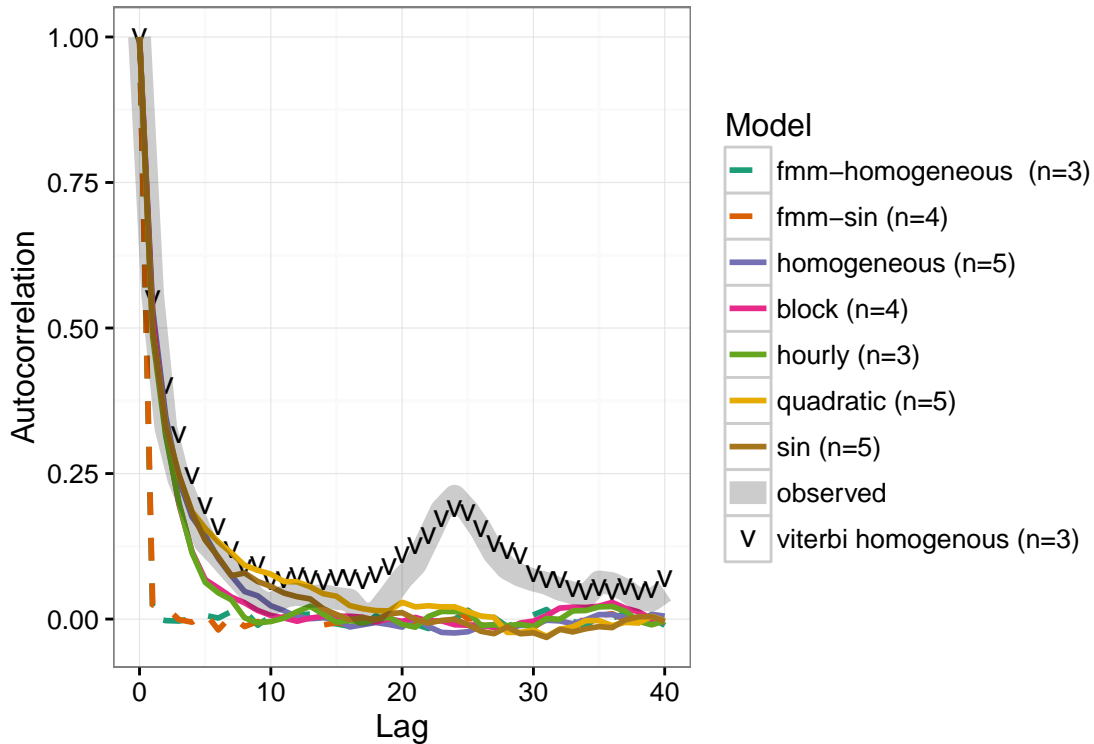 1.00
0.75
0.50
0.25
0.00
Autocorrelation
0 10 20 30 40
Lag
Model
fmm−homogeneous (n=3)
fmm−sin (n=4)
homogeneous (n=5)
block (n=4)
hourly (n=3)
quadratic (n=5)
sin (n=5)
observed
V viterbi homogenous (n=3)